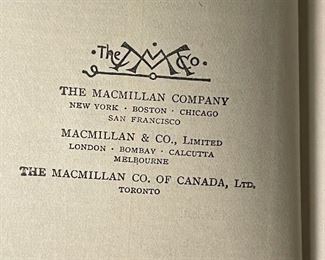 The M Co
THE MACMILLAN COMPANY
NEW YORK · BOSTON · CHICAGO
SAN FRANCISCO
MACMILLAN & CO., LIMITED
LONDON · BOMBAY · CALCUTTA
MELBOURNE
THE MACMILLAN CO. OF CANADA, LTD.
TORONTO